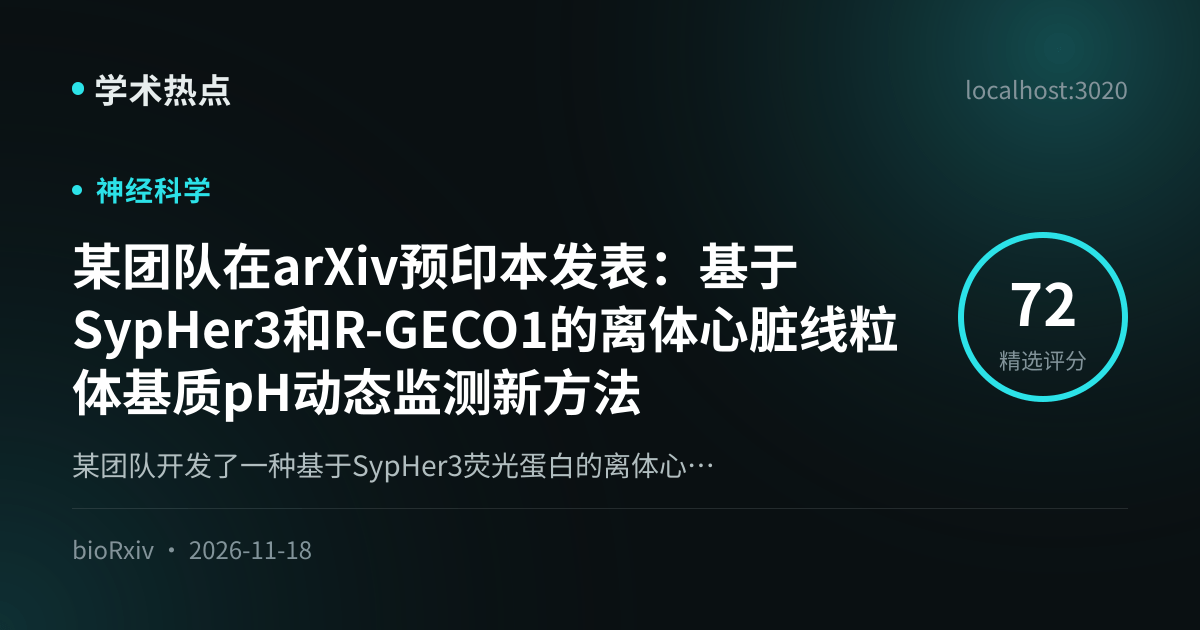 学术热点
localhost:3020
神经科学
某团队在arXiv预印本发表：基于
SypHer3和R-GECO1的离体心脏线粒
体基质pH动态监测新方法
72
精选评分
某团队开发了一种基于SypHer3荧光蛋白的离体心…
bioRxiv · 2026-11-18